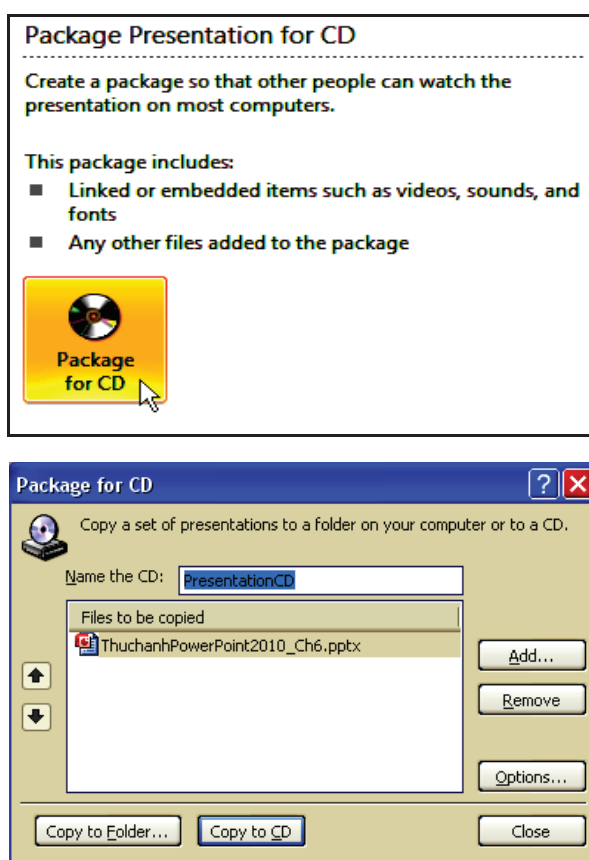 Package Presentation for CD
Create a package so that other people can watch the
presentation on most computers.
This package includes:
■ Linked or embedded items such as videos, sounds, and
fonts
■ Any other files added to the package
Package
for CD
Package for CD
Copy a set of presentations to a folder on your computer or to a CD.
Name the CD: PresentationCD
Files to be copied
ThuchanhPowerPoint2010_Ch6.pptx
Add...
Remove
Options...
Copy to Folder... Copy to CD Close